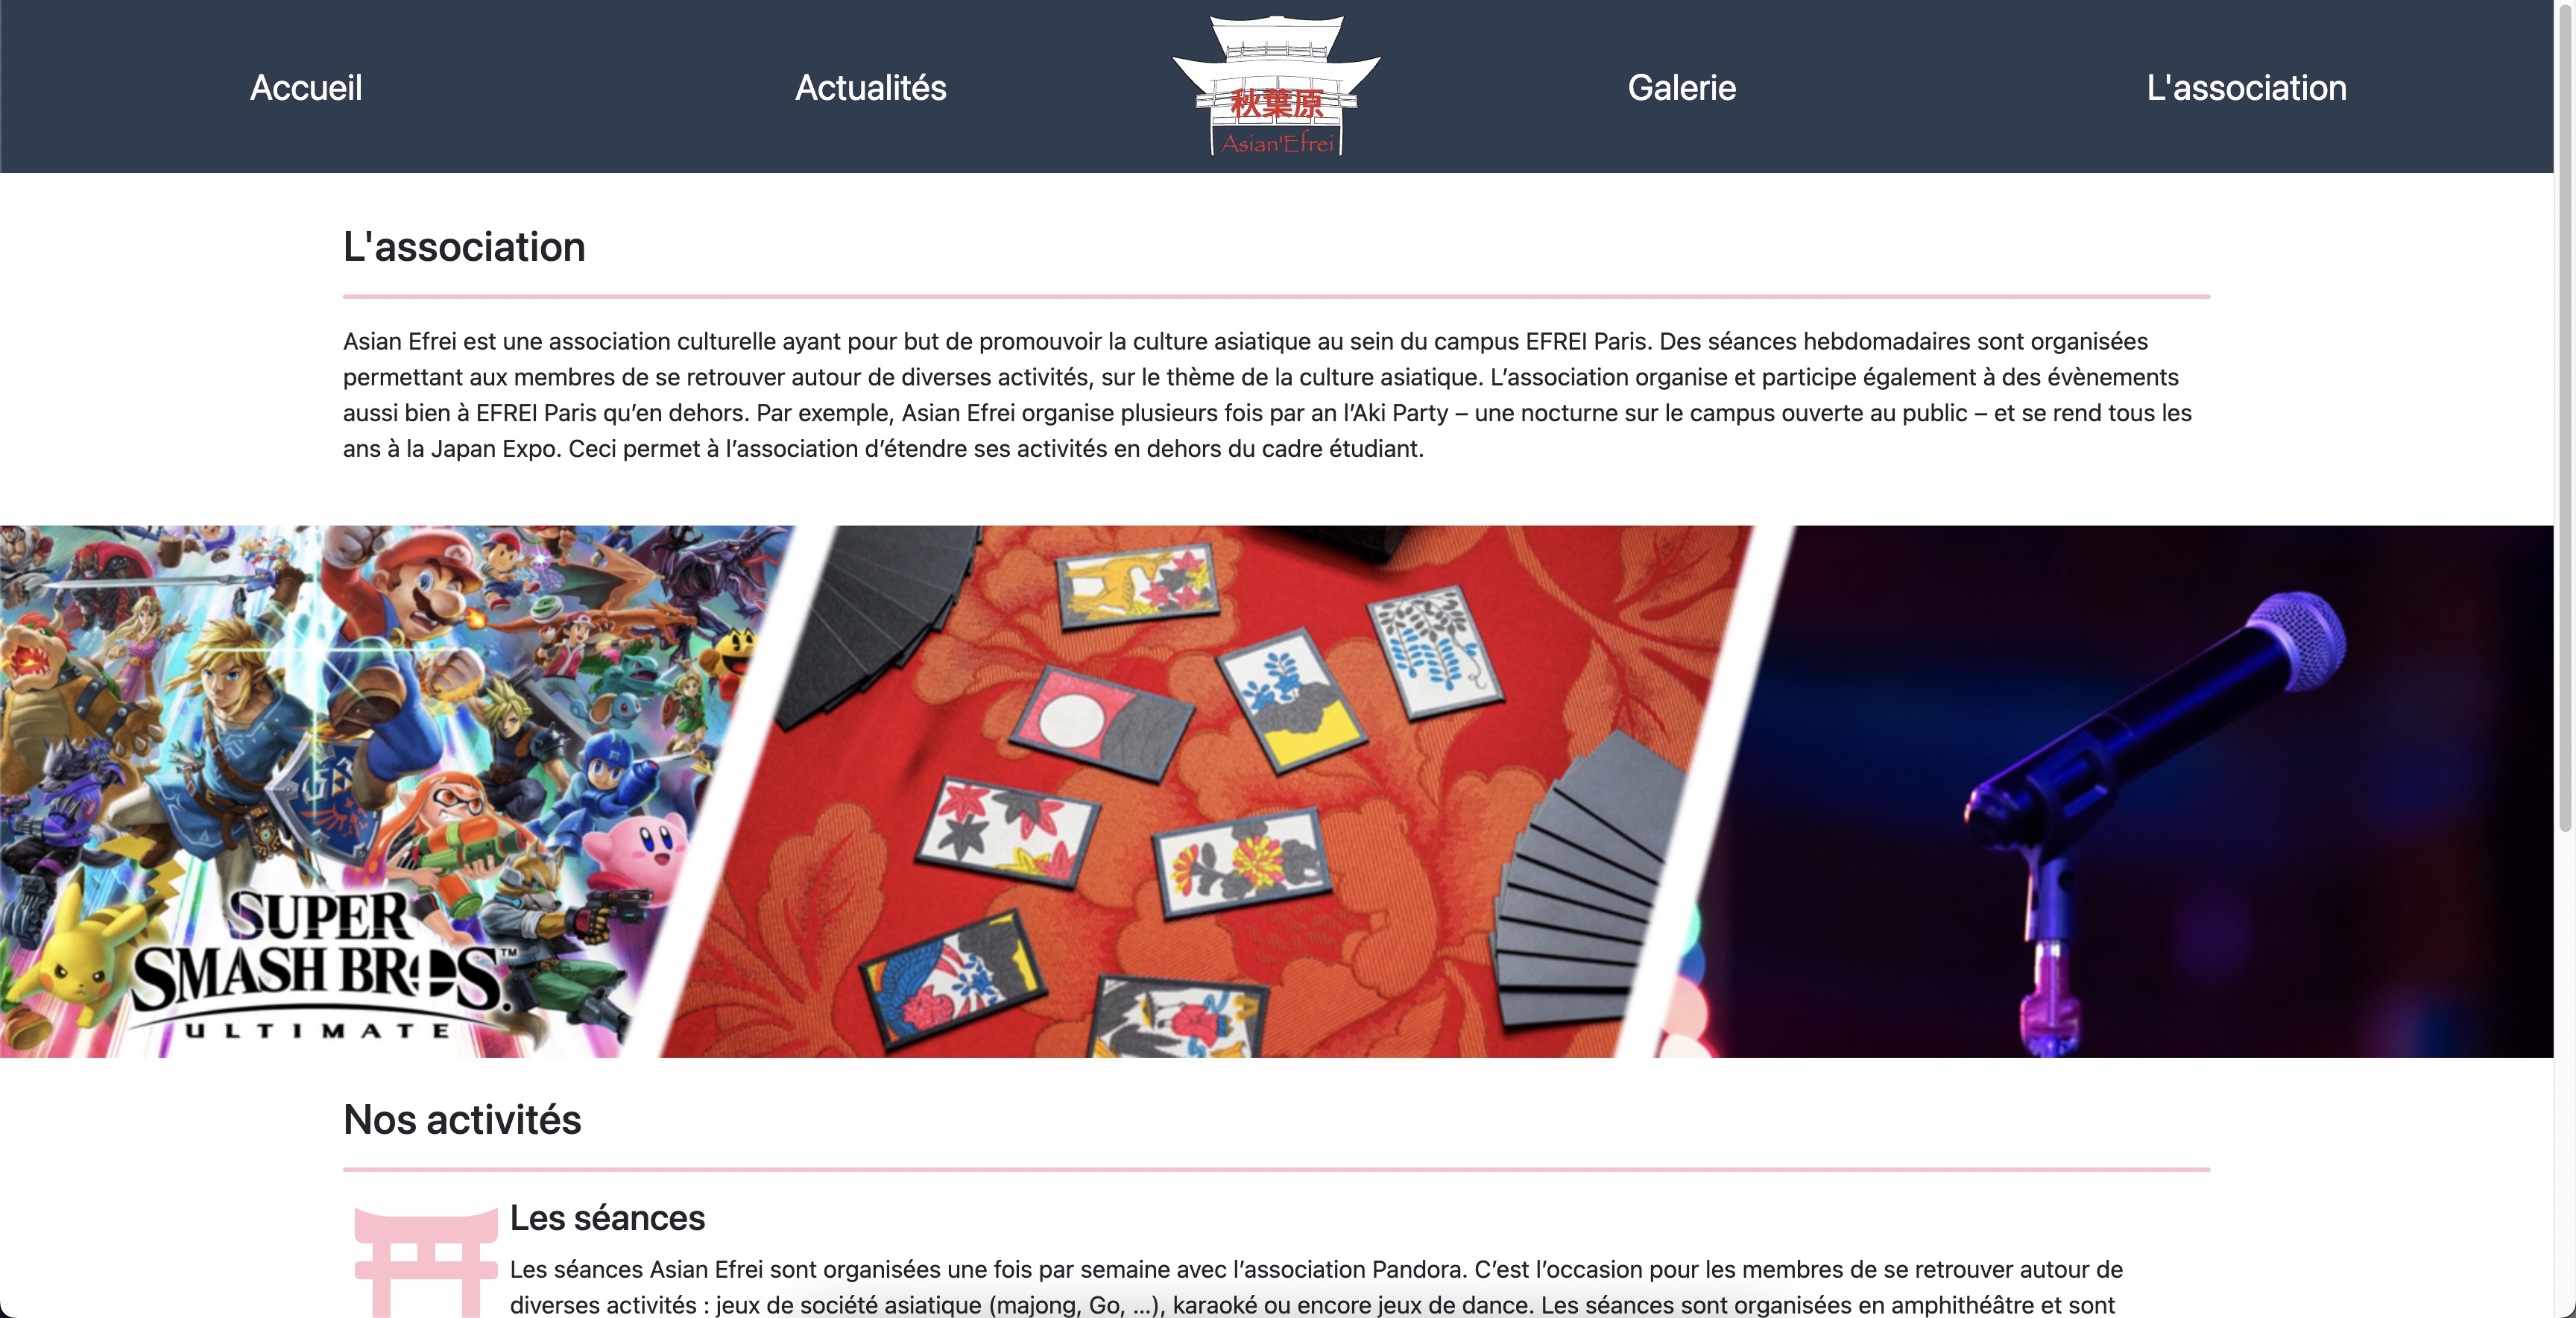 Accueil
Actualités
秋葉原
Asian'Efrei
Galerie
L'association
L'association
Asian Efrei est une association culturelle ayant pour but de promouvoir la culture asiatique au sein du campus EFREI Paris. Des séances hebdomadaires sont organisées
permettant aux membres de se retrouver autour de diverses activités, sur le thème de la culture asiatique. L’association organise et participe également à des évènements
aussi bien à EFREI Paris qu’en dehors. Par exemple, Asian Efrei organise plusieurs fois par an l’Aki Party – une nocturne sur le campus ouverte au public – et se rend tous les
ans à la Japan Expo. Ceci permet à l’association d’étendre ses activités en dehors du cadre étudiant.
SUPER
SMASH BROS.™
ULTIMATE
Nos activités
Les séances
Les séances Asian Efrei sont organisées une fois par semaine avec l’association Pandora. C’est l’occasion pour les membres de se retrouver autour de
diverses activités : jeux de société asiatique (majong, Go, ...), karaoké ou encore jeux de dance. Les séances sont organisées en amphithéâtre et sont